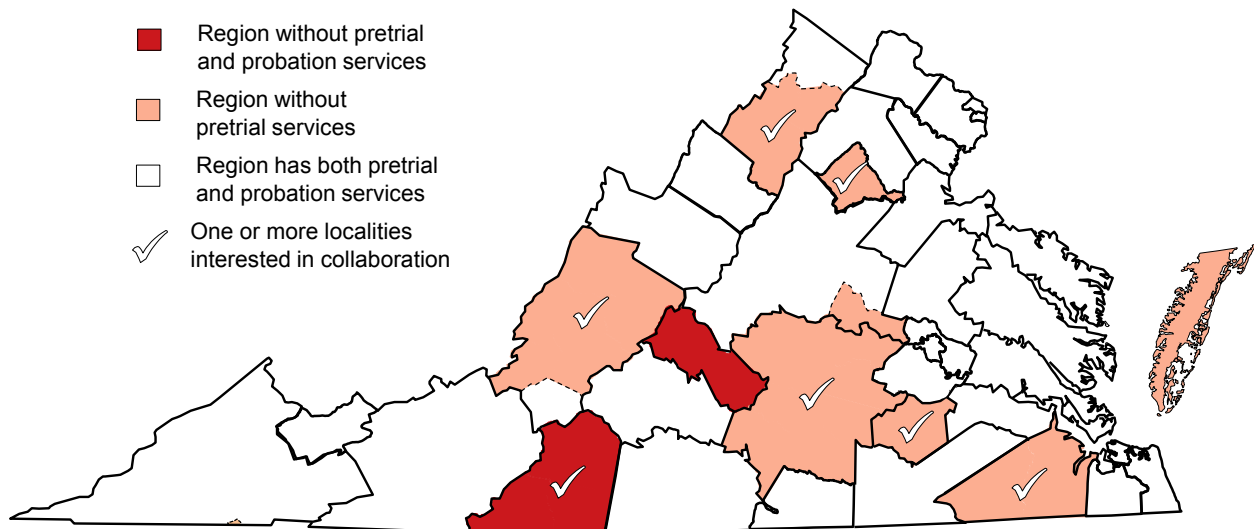 Region without pretrial
and probation services
Region without
pretrial services
Region has both pretrial
and probation services
One or more localities
interested in collaboration